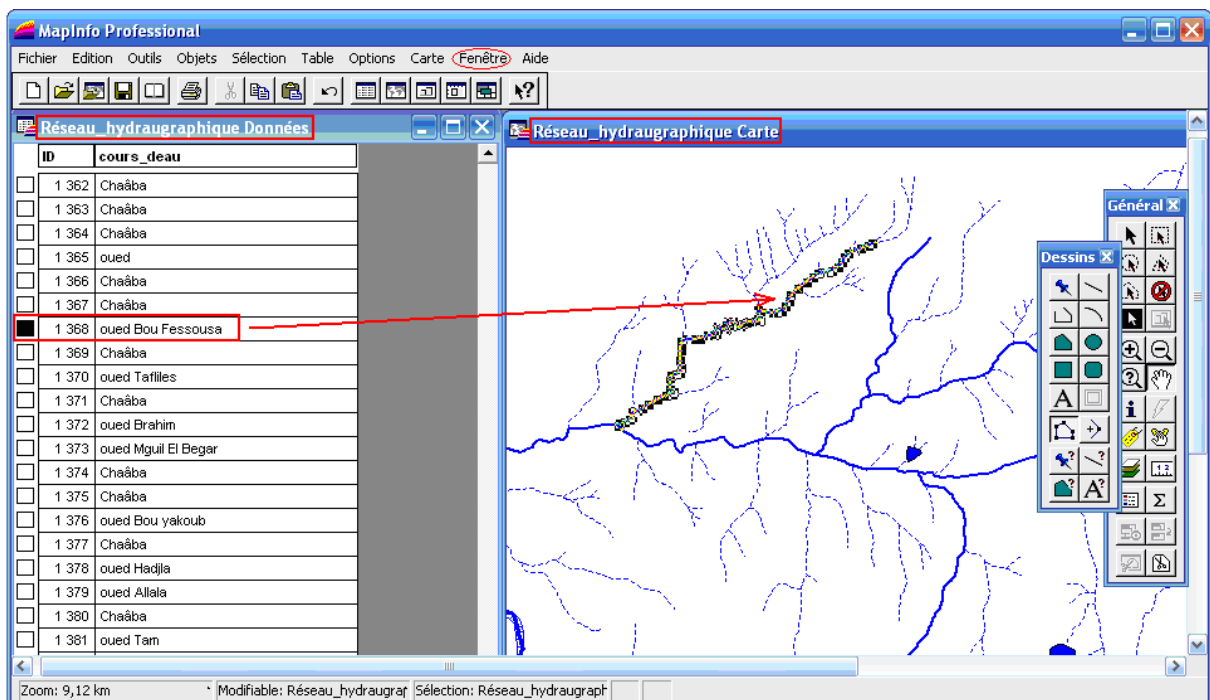 MapInfo Professional
Fichier Edition Outils Objets Sélection Table Options Carte Fenêtre Aide
Réseau_hydraugraphique Données
Réseau_hydraugraphique Carte
ID cours_deau
1 362 Chaâba
1 363 Chaâba
1 364 Chaâba
1 365 oued
1 366 Chaâba
1 367 Chaâba
1 368 oued Bou Fessousa
1 369 Chaâba
1 370 oued Tafliles
1 371 Chaâba
1 372 oued Brahim
1 373 oued Mguil El Begar
1 374 Chaâba
1 375 Chaâba
1 376 oued Bou yakoub
1 377 Chaâba
1 378 oued Hadjla
1 379 oued Allala
1 380 Chaâba
1 381 oued Tam
Général
Dessins
Zoom: 9,12 km
Modifiable: Réseau_hydraugrap
Sélection: Réseau_hydraugraph